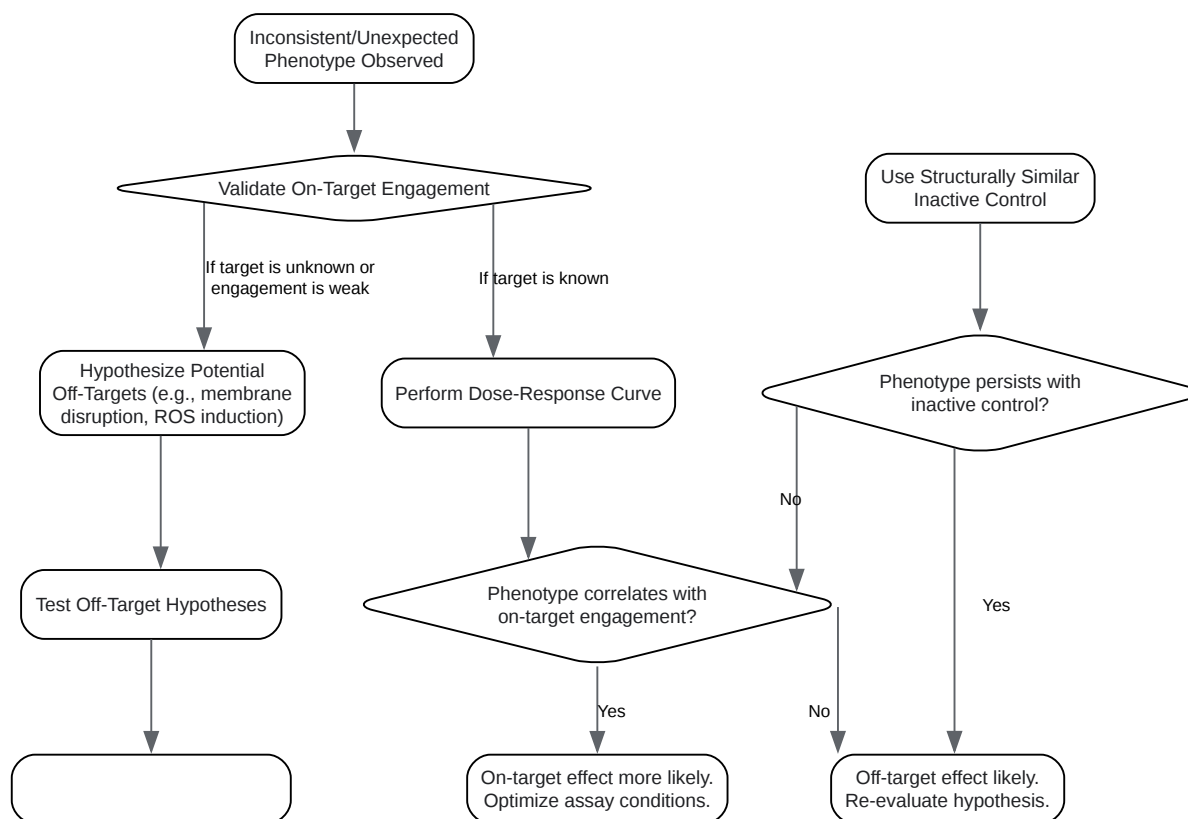 Inconsistent/Unexpected
Phenotype Observed
Validate On-Target Engagement
Use Structurally Similar
Inactive Control
If target is unknown or
engagement is weak
If target is known
Hypothesize Potential
Off-Targets (e.g., membrane
disruption, ROS induction)
Perform Dose-Response Curve
Phenotype persists with
inactive control?
No
Test Off-Target Hypotheses
Phenotype correlates with
on-target engagement?
Yes
Yes
No
On-target effect more likely.
Optimize assay conditions.
Off-target effect likely.
Re-evaluate hypothesis.